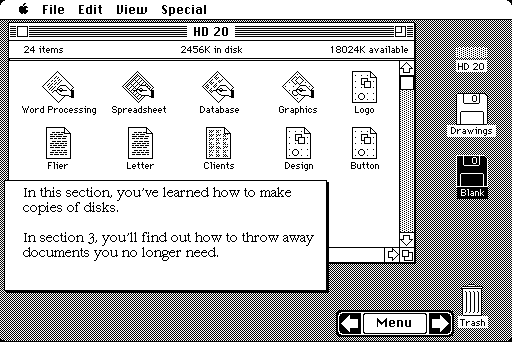 File Edit View Special
HD 20
24 items 2456K in disk 18024K available
Word Processing Spreadsheet Database Graphics Logo
Flier Letter Clients Design Button
HD 20
Drawings
Blank
In this section, you've learned how to make
copies of disks.
In section 3, you'll find out how to throw away
documents you no longer need.
Menu
Trash